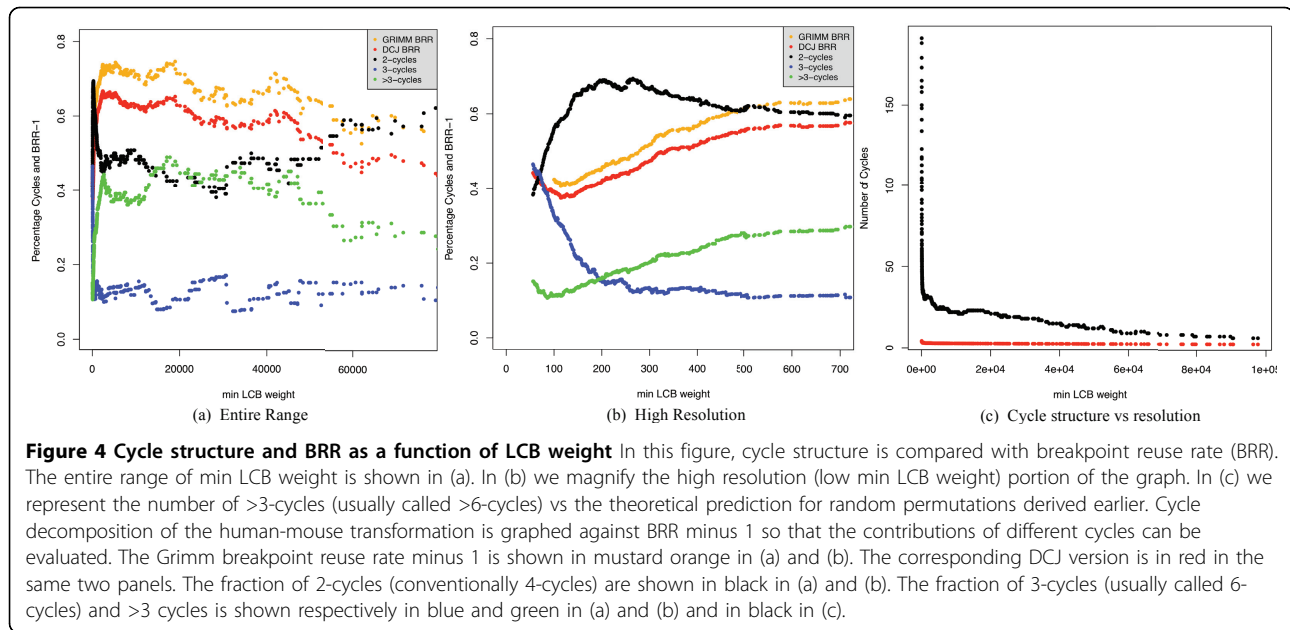 0.8
0.6
0.4
0.2
0.0
Percentage Cycles and BRR−1
GRIMM BRR
DCJ BRR
2−cycles
3−cycles
>3−cycles
0 20000 40000 60000
min LCB weight
(a) Entire Range
0.8
0.6
0.4
0.2
0.0
Percentage Cycles and BRR−1
GRIMM BRR
DCJ BRR
2−cycles
3−cycles
>3−cycles
0 100 200 300 400 500 600 700
min LCB weight
(b) High Resolution
150
100
50
0
Number d Cycles
0e+00 2e+04 4e+04 6e+04 8e+04 1e+05
min LCB weight
(c) Cycle structure vs resolution
Figure 4 Cycle structure and BRR as a function of LCB weight In this figure, cycle structure is compared with breakpoint reuse rate (BRR).
The entire range of min LCB weight is shown in (a). In (b) we magnify the high resolution (low min LCB weight) portion of the graph. In (c) we
represent the number of >3-cycles (usually called >6-cycles) vs the theoretical prediction for random permutations derived earlier. Cycle
decomposition of the human-mouse transformation is graphed against BRR minus 1 so that the contributions of different cycles can be
evaluated. The Grimm breakpoint reuse rate minus 1 is shown in mustard orange in (a) and (b). The corresponding DCJ version is in red in the
same two panels. The fraction of 2-cycles (conventionally 4-cycles) are shown in black in (a) and (b). The fraction of 3-cycles (usually called 6-
cycles) and >3 cycles is shown respectively in blue and green in (a) and (b) and in black in (c).